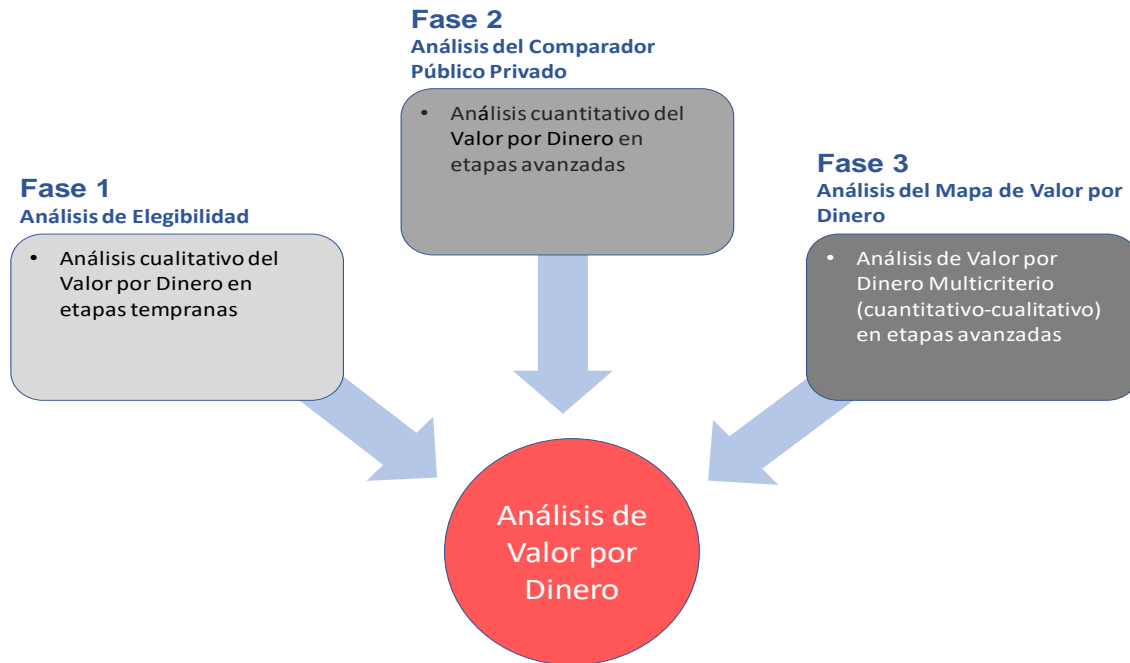 Fase 2
Análisis del Comparador
Público Privado
• Análisis cuantitativo del
Valor por Dinero en
etapas avanzadas
Fase 1
Análisis de Elegibilidad
• Análisis cualitativo del
Valor por Dinero en
etapas tempranas
Fase 3
Análisis del Mapa de Valor por
Dinero
• Análisis de Valor por
Dinero Multicriterio
(cuantitativo-cualitativo)
en etapas avanzadas
Análisis de
Valor por
Dinero